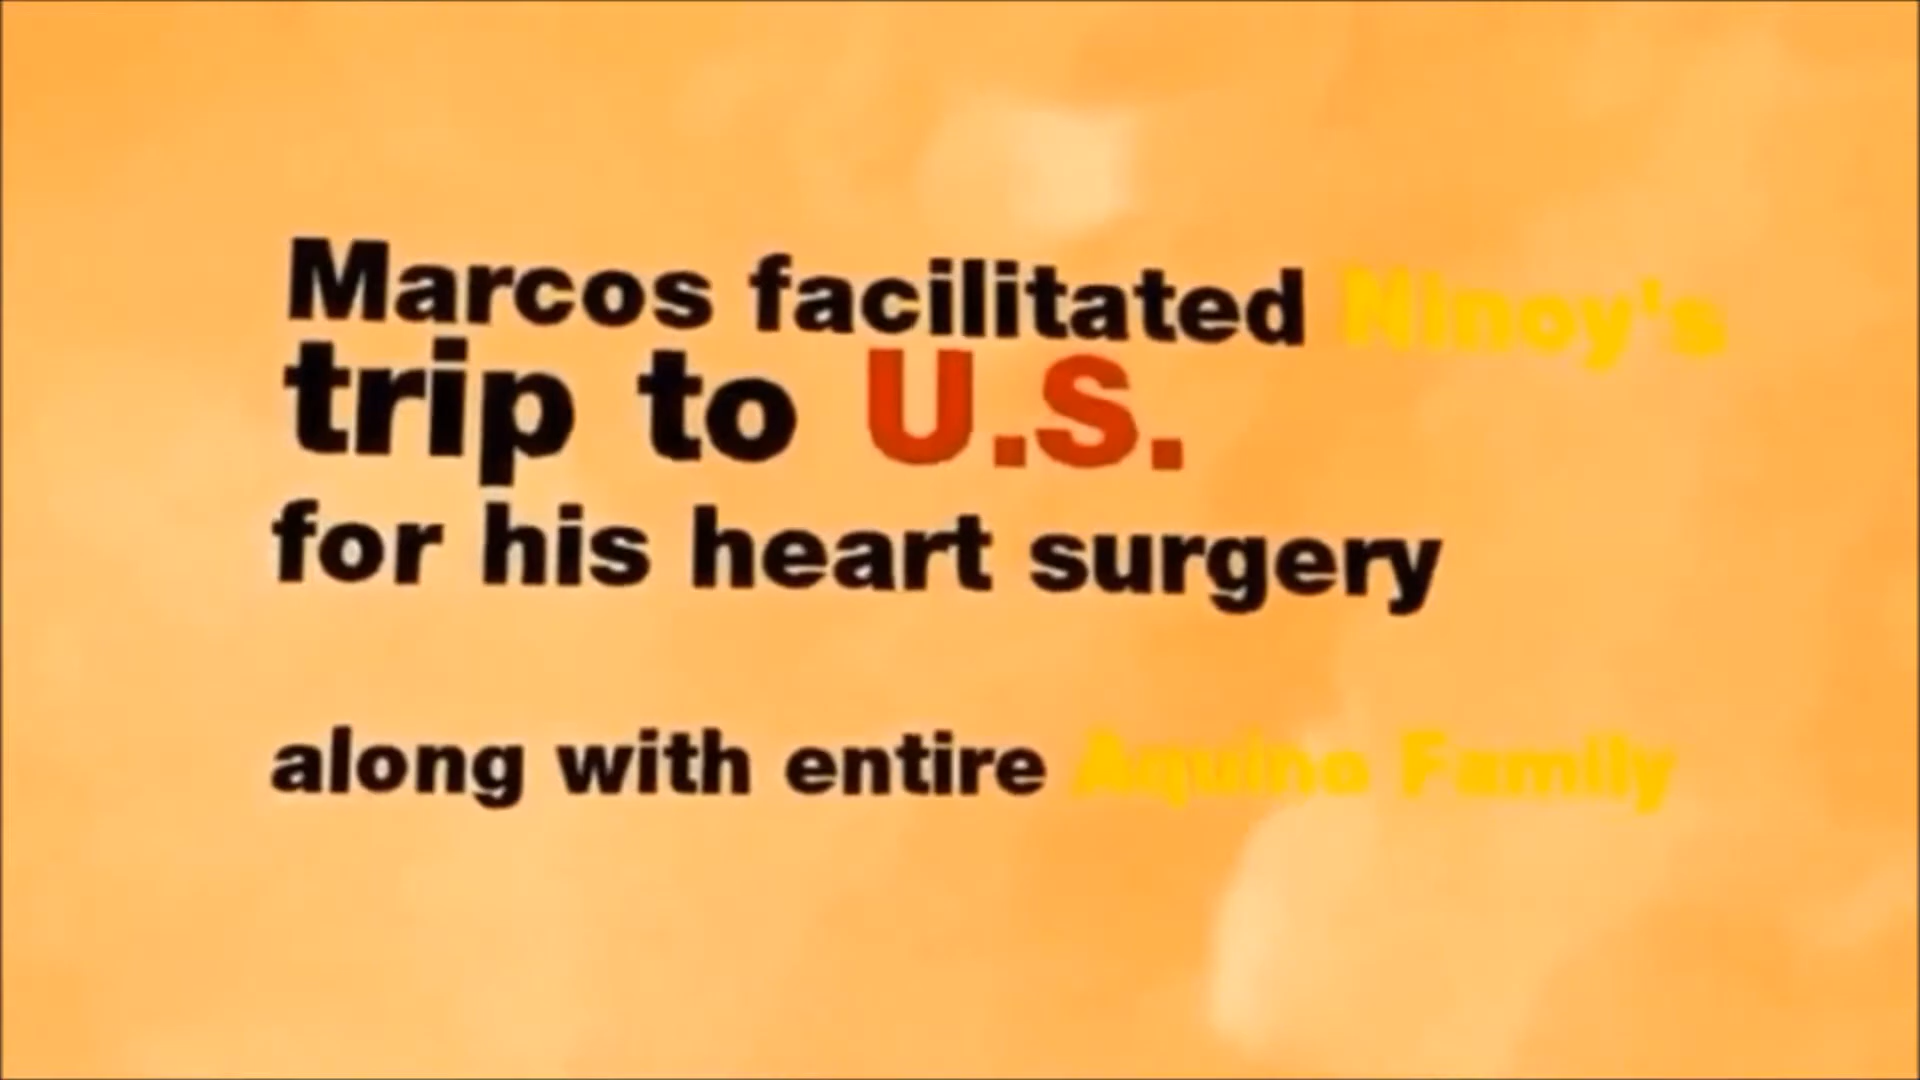 Marcos facilitated Ninoy's
trip to U.S.
for his heart surgery
along with entire Aquino Family